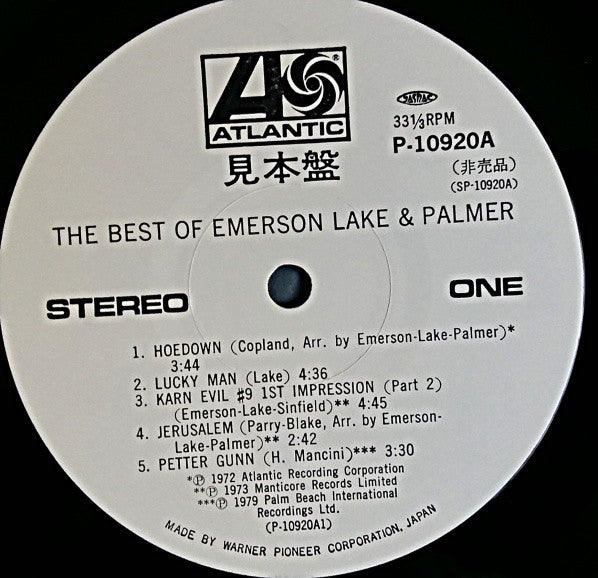 ATLANTIC®
見本盤
JASRAC
33⅓RPM
P-10920A
(非売品)
(SP-10920A)
THE BEST OF EMERSON LAKE & PALMER
STEREO
ONE
1. HOEDOWN (Copland, Arr. by Emerson-Lake-Palmer)*
3:44
2. LUCKY MAN (Lake) 4:36
3. KARN EVIL #9 1ST IMPRESSION (Part 2)
(Emerson-Lake-Sinfield)** 4:45
4. JERUSALEM (Parry-Blake, Arr. by Emerson-
Lake-Palmer)** 2:42
5. PETTER GUNN (H. Mancini)*** 3:30
*Ⓟ 1972 Atlantic Recording Corporation
**Ⓟ 1973 Manticore Records Limited
***Ⓟ 1979 Palm Beach International
Recordings Ltd.
(P-10920A1)
MADE BY WARNER PIONEER CORPORATION, JAPAN